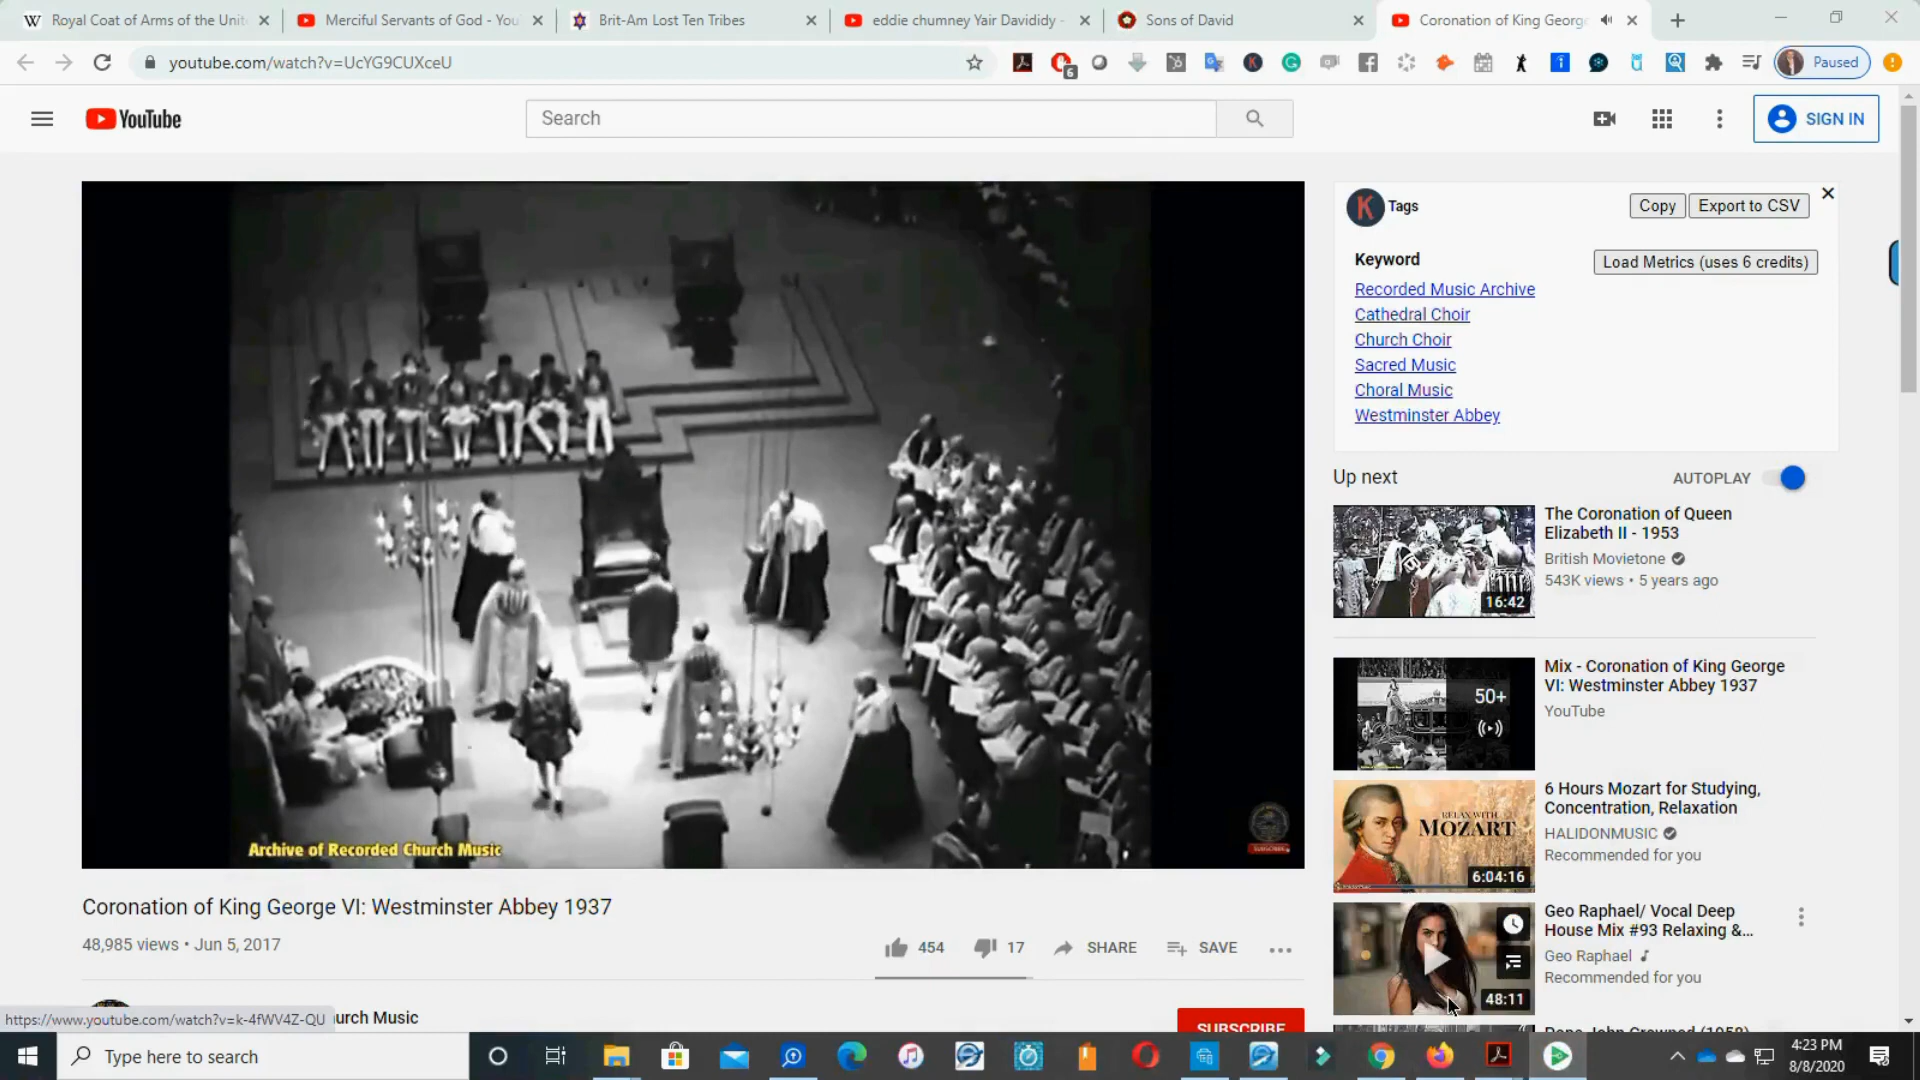 Royal Coat of Arms of the Unit
Merciful Servants of God - You
Brit-Am Lost Ten Tribes
eddie chumney Yair Davididy -
Sons of David
Coronation of King George
youtube.com/watch?v=UcYG9CUXceU
6
Paused
YouTube
Search
SIGN IN
K Tags
Copy
Export to CSV
Keyword
Load Metrics (uses 6 credits)
Recorded Music Archive
Cathedral Choir
Church Choir
Sacred Music
Choral Music
Westminster Abbey
Up next
AUTOPLAY
The Coronation of Queen
Elizabeth II - 1953
British Movietone
543K views • 5 years ago
16:42
Mix - Coronation of King George
VI: Westminster Abbey 1937
YouTube
50+
6 Hours Mozart for Studying,
Concentration, Relaxation
HALIDONMUSIC
Recommended for you
RELAX WITH
MOZART
6:04:16
Geo Raphael/ Vocal Deep
House Mix #93 Relaxing &...
Geo Raphael
Recommended for you
48:11
Archive of Recorded Church Music
Coronation of King George VI: Westminster Abbey 1937
48,985 views • Jun 5, 2017
454
17
SHARE
SAVE
https://www.youtube.com/watch?v=k-4fWV4Z-QU
urch Music
SUBSCRIBE
Type here to search
4:23 PM
8/8/2020